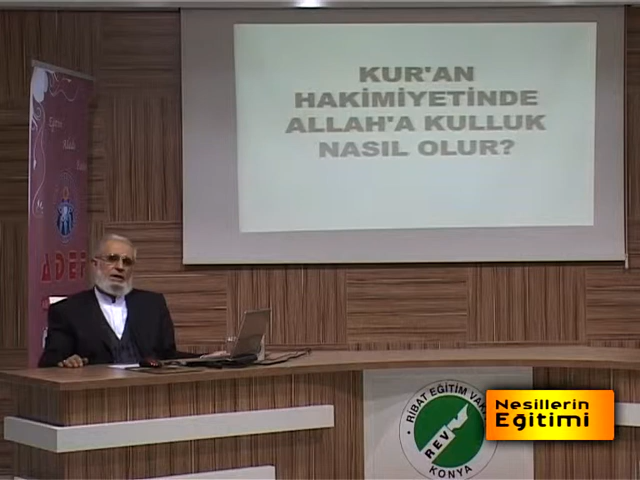 KUR'AN
HAKİMİYETİNDE
ALLAH'A KULLUK
NASIL OLUR?
ADEF
RİBAT EĞİTİM VAKFI
REV
KONYA
Nesillerin
Eğitimi